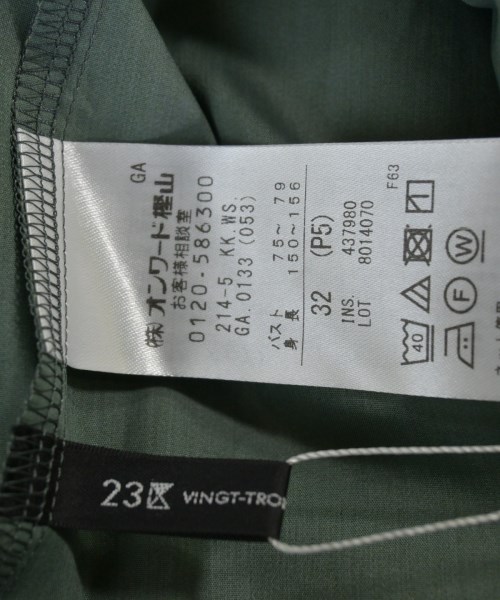 GA
(株)オンワード樫山
お客様相談室
0120-586300
214-5 KK.WS.
GA.0133 (053)
バスト 75～ 79
身長 150～156
32 (P5)
INS. 437980
LOT 8014070
40
F
W
F63
23区 VINGT-TRO